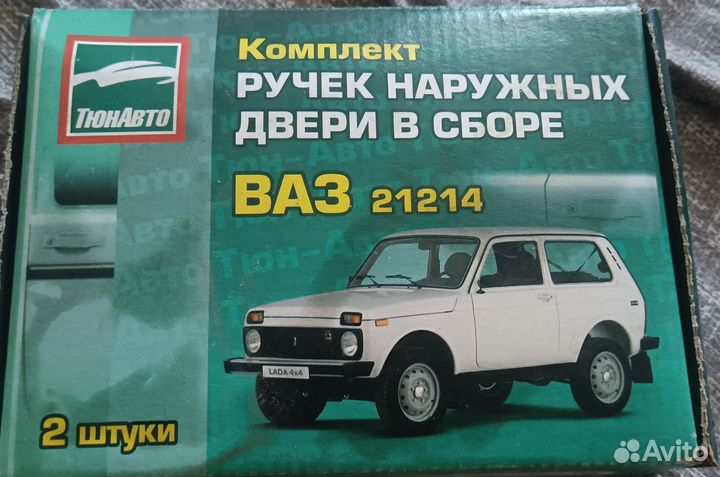 ТюнАвто
Комплект
РУЧЕК НАРУЖНЫХ
ДВЕРИ В СБОРЕ
ВАЗ 21214
LADA 4x4
2 штуки
Avito